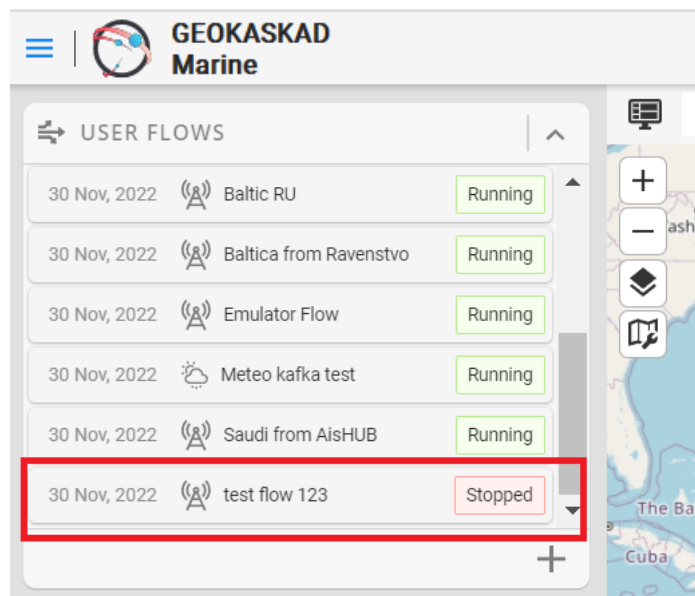 GEOKASKAD
Marine
USER FLOWS
30 Nov, 2022 Baltic RU Running
30 Nov, 2022 Baltica from Ravenstvo Running
30 Nov, 2022 Emulator Flow Running
30 Nov, 2022 Meteo kafka test Running
30 Nov, 2022 Saudi from AisHUB Running
30 Nov, 2022 test flow 123 Stopped
ash
The Ba
Cuba